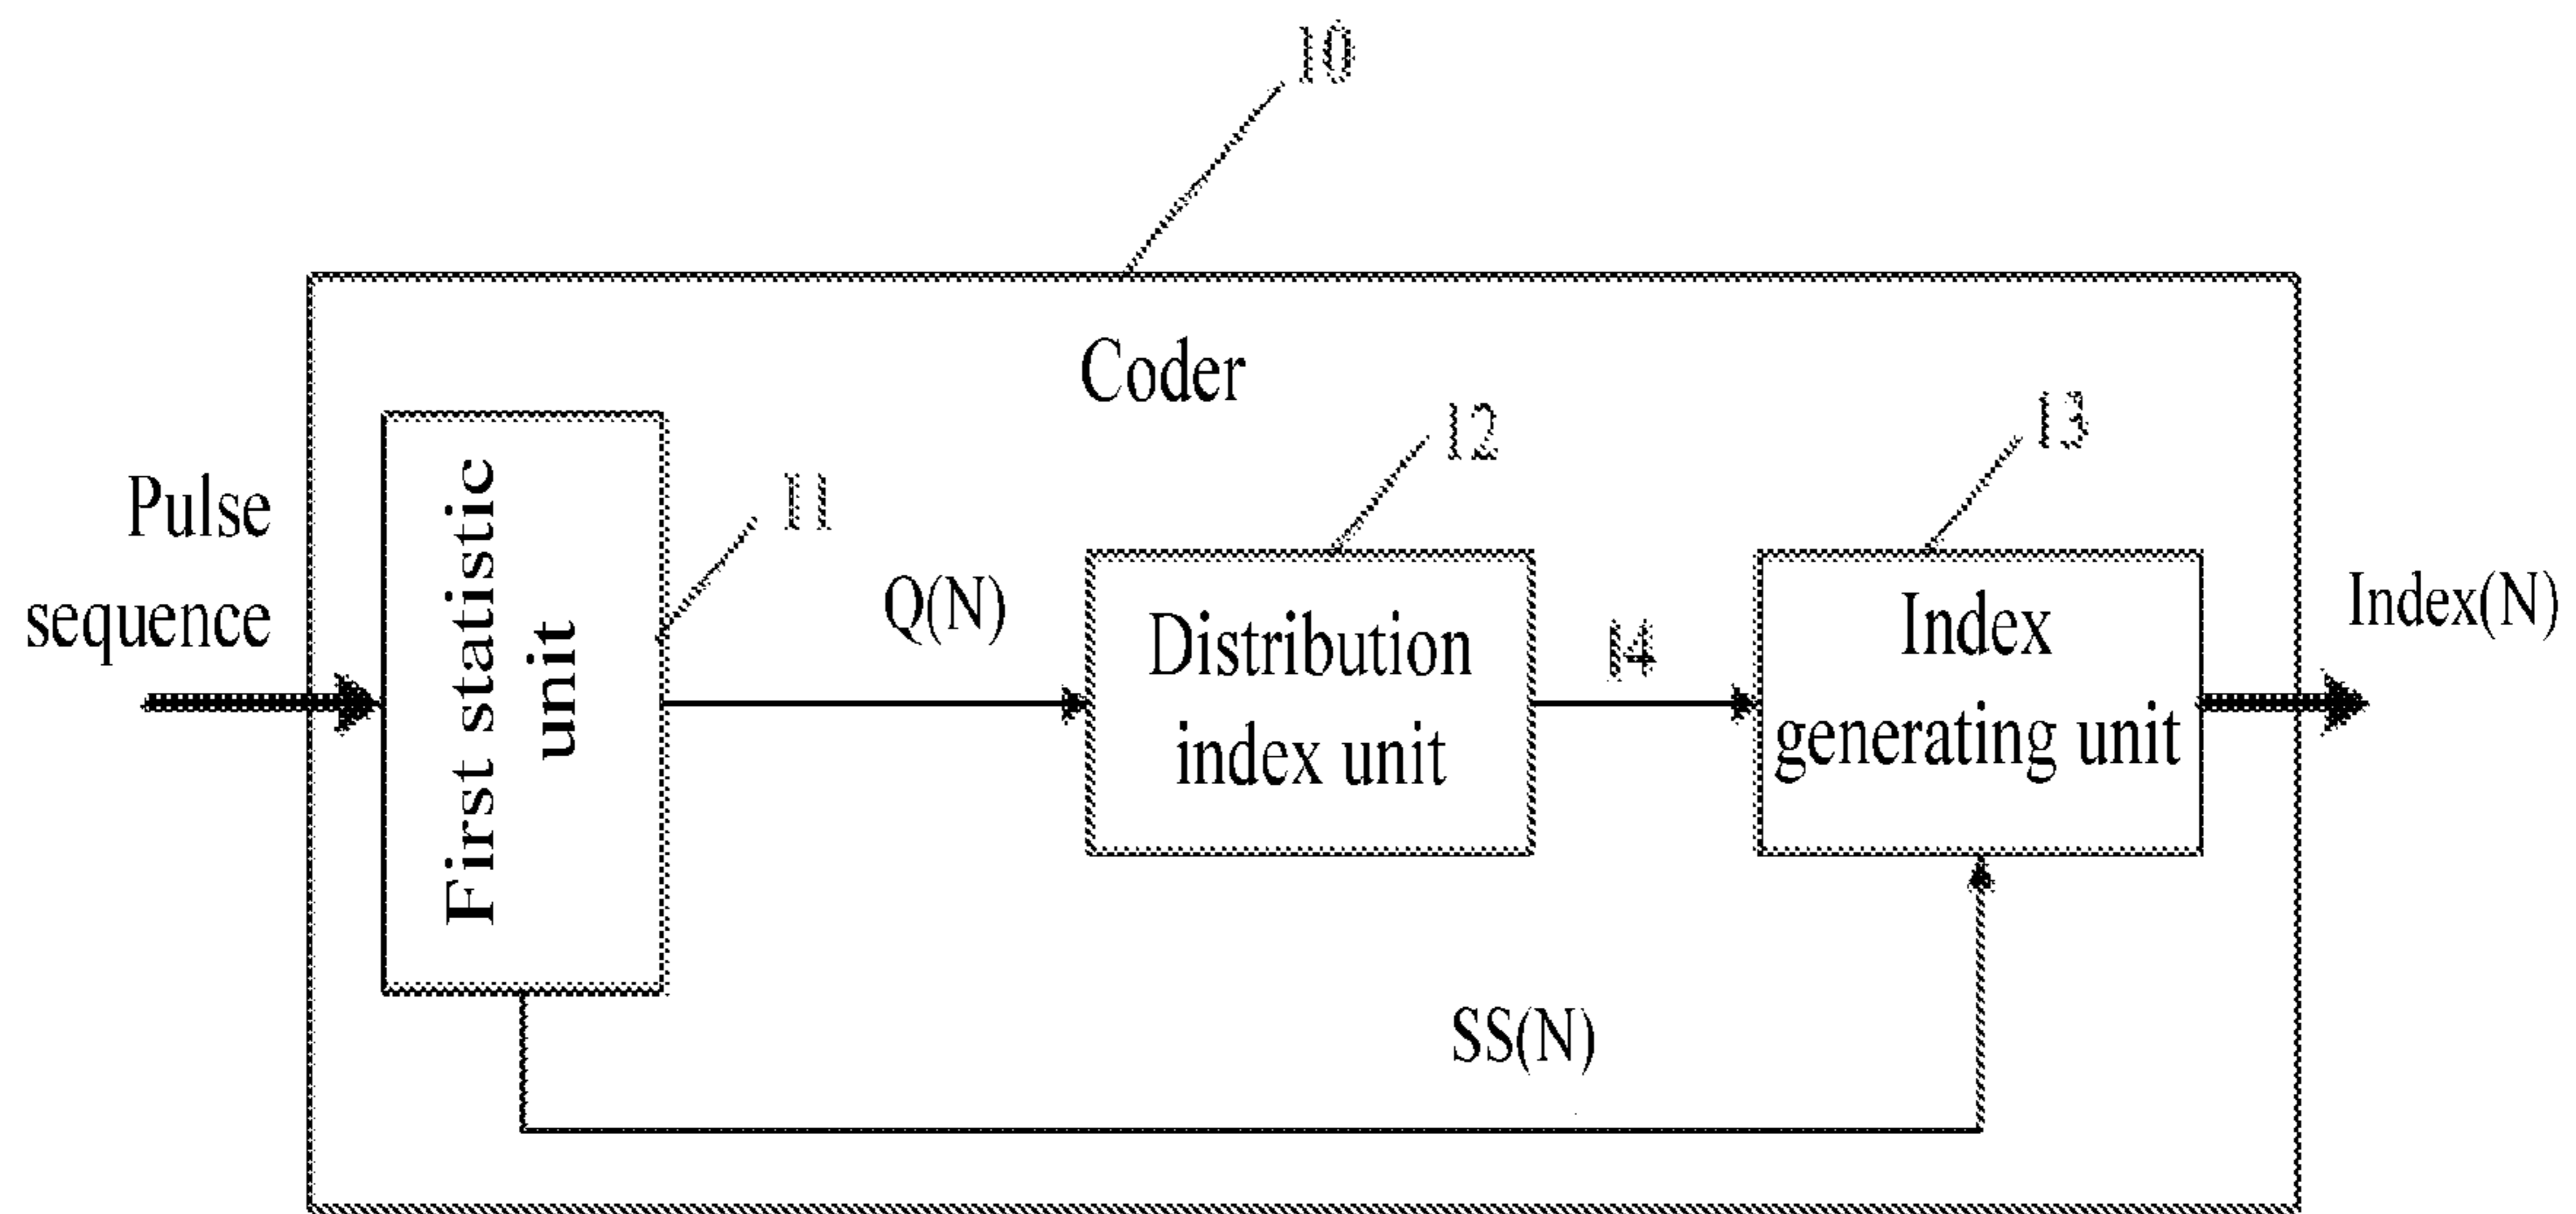 10
Coder
12
13
Pulse
sequence
First statistic
unit
11
Q(N)
Distribution
index unit
I4
Index
generating unit
Index(N)
SS(N)